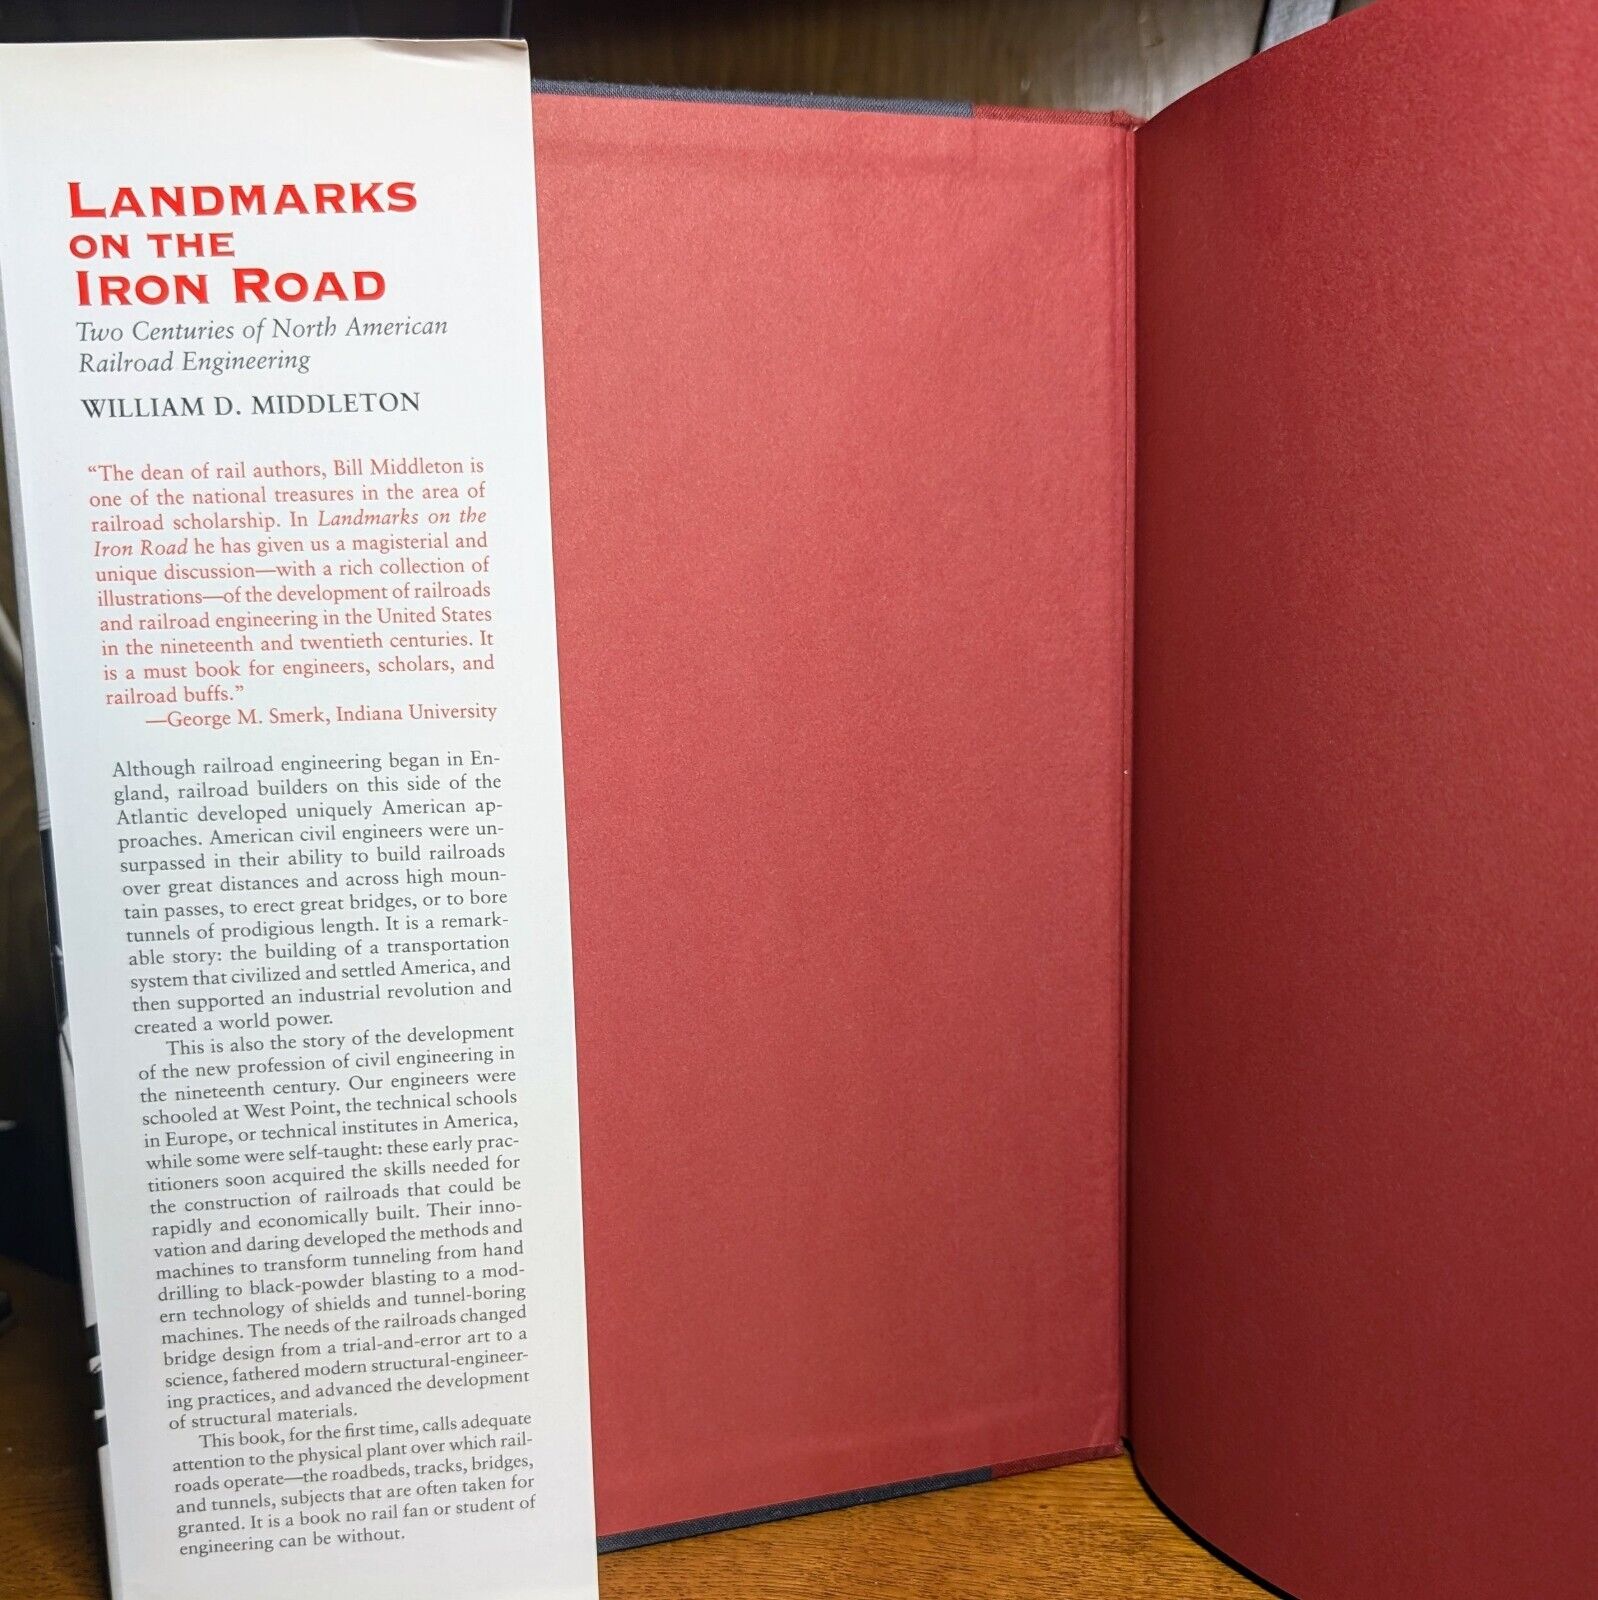 LANDMARKS
ON THE
IRON ROAD
Two Centuries of North American
Railroad Engineering
WILLIAM D. MIDDLETON
“The dean of rail authors, Bill Middleton is
one of the national treasures in the area of
railroad scholarship. In Landmarks on the
Iron Road he has given us a magisterial and
unique discussion—with a rich collection of
illustrations—of the development of railroads
and railroad engineering in the United States
in the nineteenth and twentieth centuries. It
is a must book for engineers, scholars, and
railroad buffs.”
—George M. Smerk, Indiana University
Although railroad engineering began in En-
gland, railroad builders on this side of the
Atlantic developed uniquely American ap-
proaches. American civil engineers were un-
surpassed in their ability to build railroads
over great distances and across high moun-
tain passes, to erect great bridges, or to bore
tunnels of prodigious length. It is a remark-
able story: the building of a transportation
system that civilized and settled America, and
then supported an industrial revolution and
created a world power.
This is also the story of the development
of the new profession of civil engineering in
the nineteenth century. Our engineers were
schooled at West Point, the technical schools
in Europe, or technical institutes in America,
while some were self-taught: these early prac-
titioners soon acquired the skills needed for
the construction of railroads that could be
rapidly and economically built. Their inno-
vation and daring developed the methods and
machines to transform tunneling from hand
drilling to black-powder blasting to a mod-
ern technology of shields and tunnel-boring
machines. The needs of the railroads changed
bridge design from a trial-and-error art to a
science, fathered modern structural-engineer-
ing practices, and advanced the development
of structural materials.
This book, for the first time, calls adequate
attention to the physical plant over which rail-
roads operate—the roadbeds, tracks, bridges,
and tunnels, subjects that are often taken for
granted. It is a book no rail fan or student of
engineering can be without.